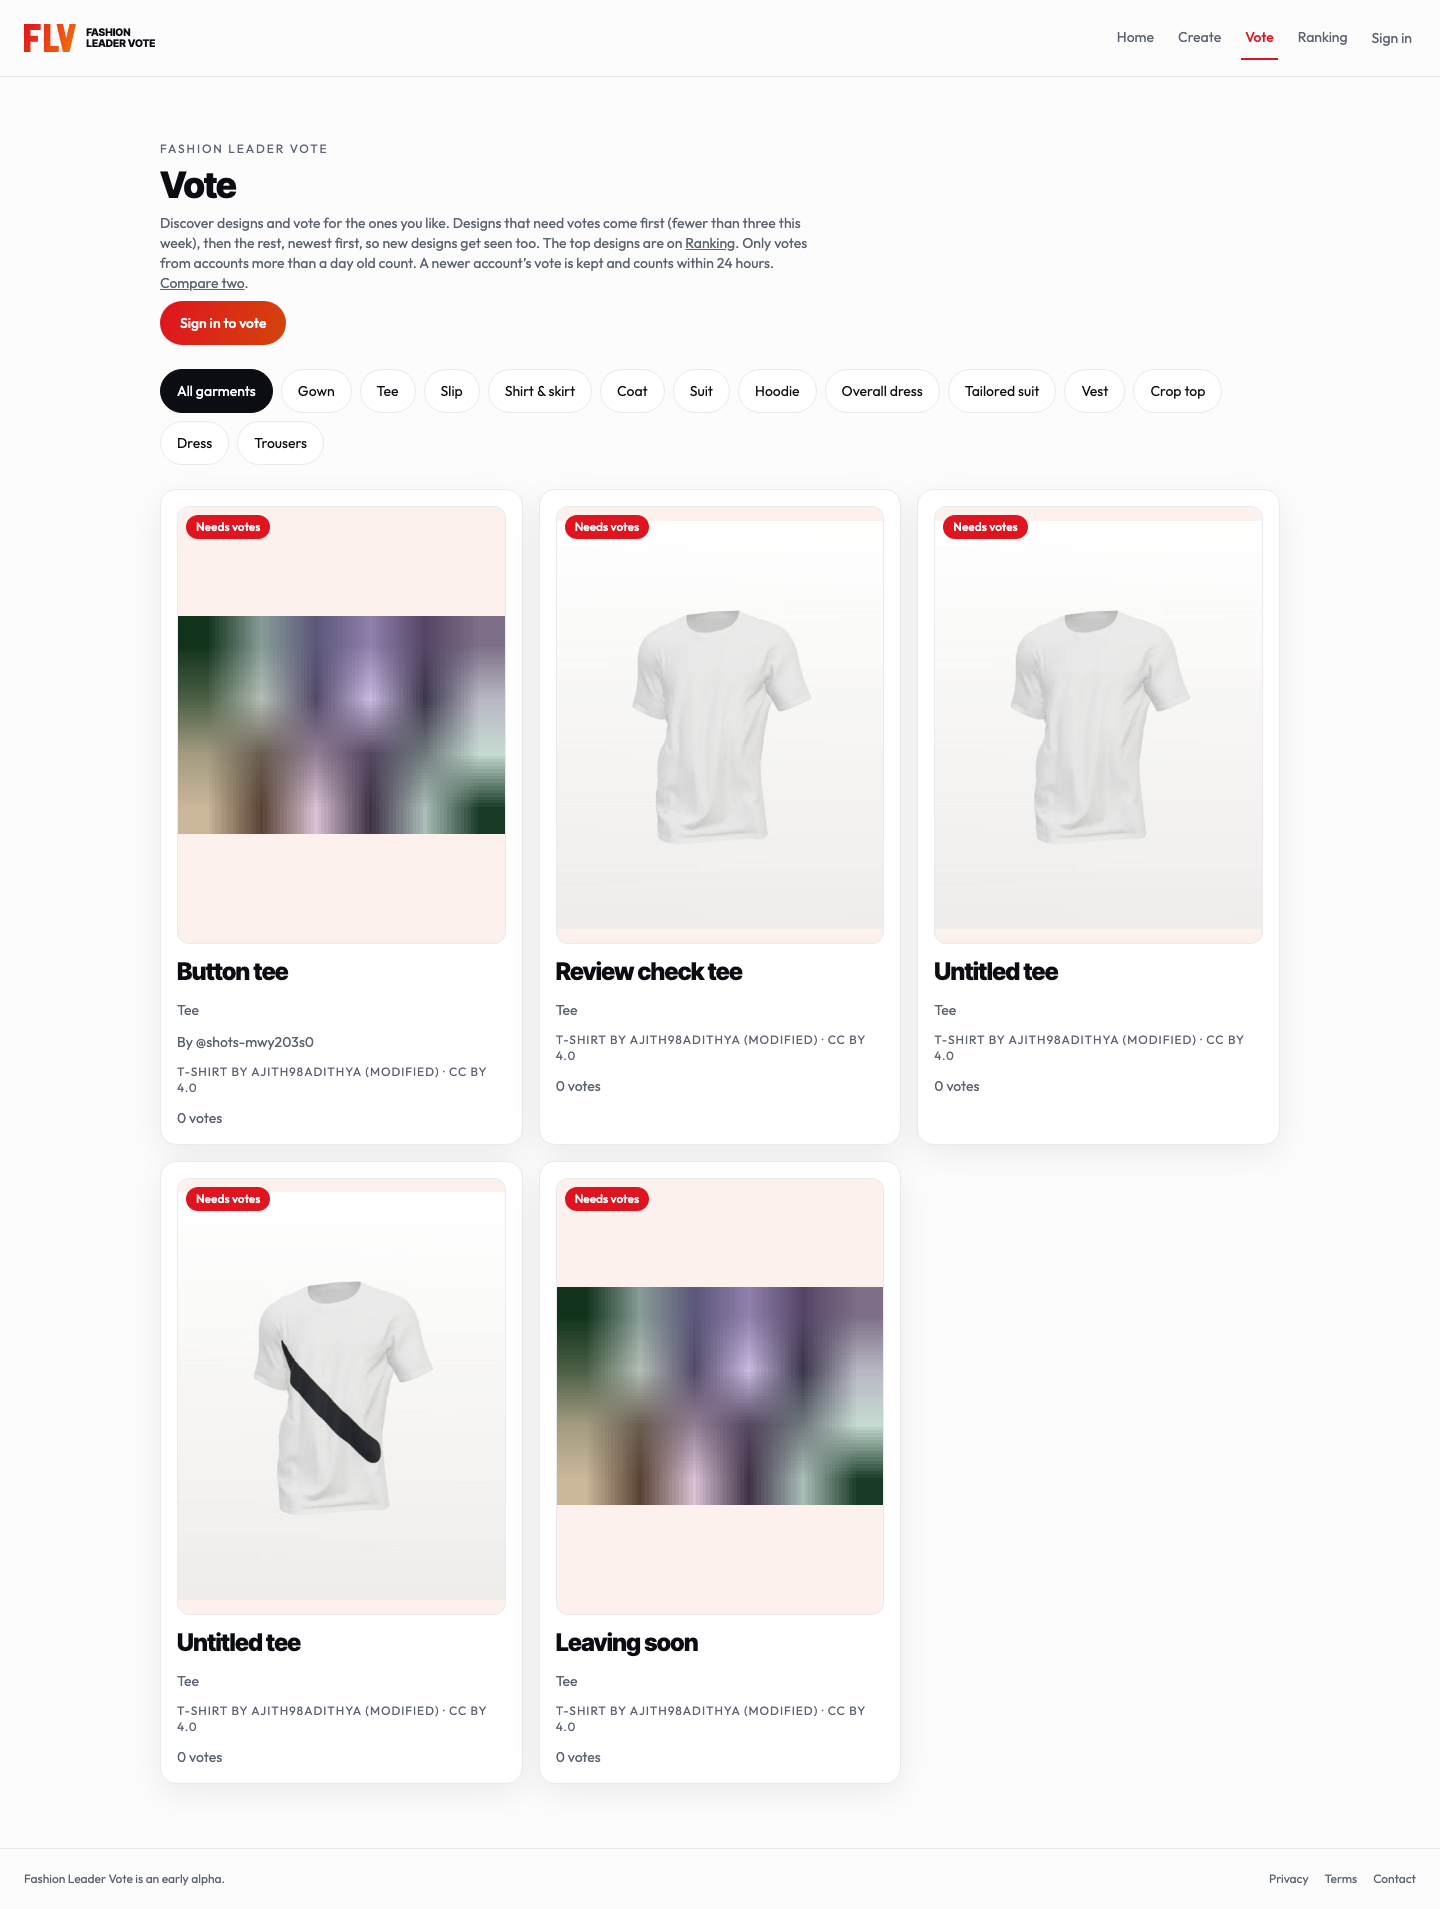 FLV
FASHION
LEADER VOTE
Home
Create
Vote
Ranking
Sign in
FASHION LEADER VOTE
Vote
Discover designs and vote for the ones you like. Designs that need votes come first (fewer than three this
week), then the rest, newest first, so new designs get seen too. The top designs are on Ranking. Only votes
from accounts more than a day old count. A newer account's vote is kept and counts within 24 hours.
Compare two.
Sign in to vote
All garments
Gown
Tee
Slip
Shirt & skirt
Coat
Suit
Hoodie
Overall dress
Tailored suit
Vest
Crop top
Dress
Trousers
Needs votes
Button tee
Tee
By @shots-mwy203s0
T-SHIRT BY AJITH98ADITHYA (MODIFIED) · CC BY
4.0
0 votes
Needs votes
Review check tee
Tee
T-SHIRT BY AJITH98ADITHYA (MODIFIED) · CC BY
4.0
0 votes
Needs votes
Untitled tee
Tee
T-SHIRT BY AJITH98ADITHYA (MODIFIED) · CC BY
4.0
0 votes
Needs votes
Untitled tee
Tee
T-SHIRT BY AJITH98ADITHYA (MODIFIED) · CC BY
4.0
0 votes
Needs votes
Leaving soon
Tee
T-SHIRT BY AJITH98ADITHYA (MODIFIED) · CC BY
4.0
0 votes
Fashion Leader Vote is an early alpha.
Privacy
Terms
Contact